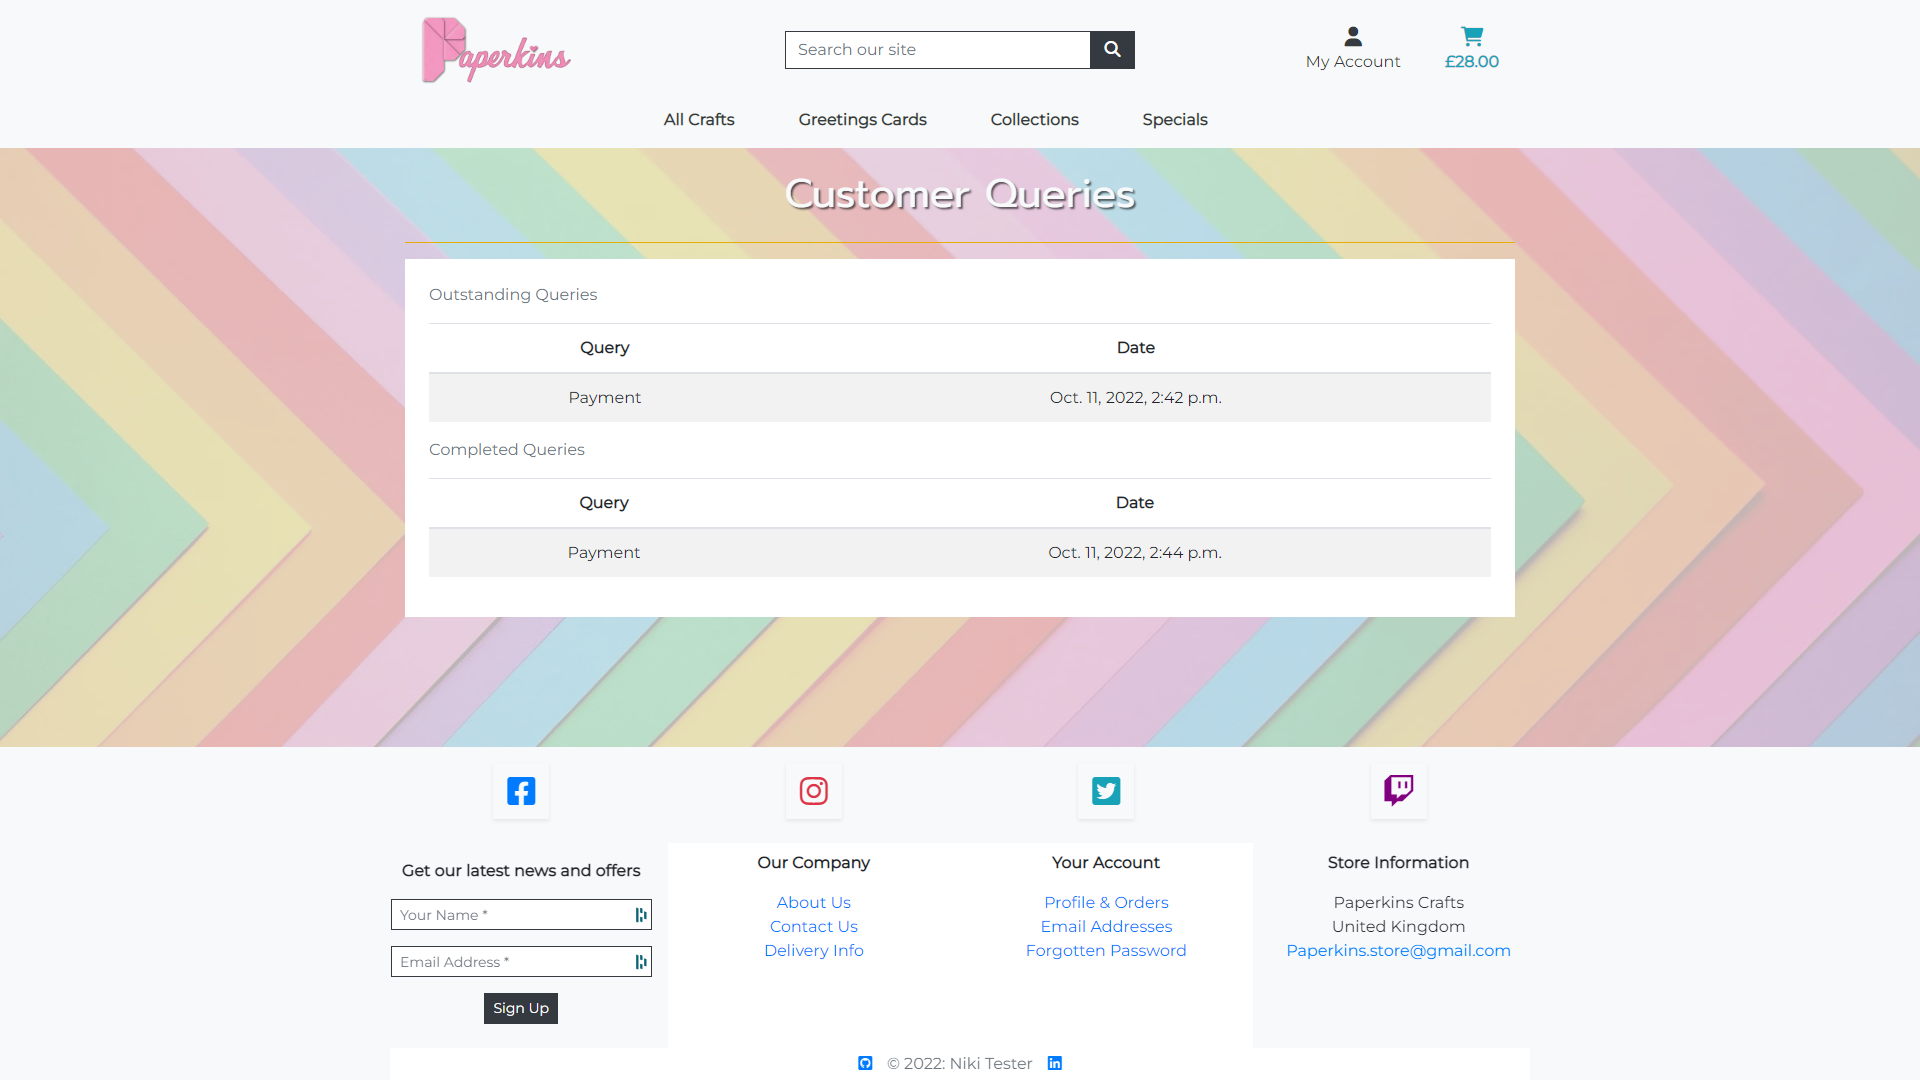 Paperkins
Search our site
My Account
£28.00
All Crafts
Greetings Cards
Collections
Specials
Customer Queries
Outstanding Queries
Query Date
Payment Oct. 11, 2022, 2:42 p.m.
Completed Queries
Query Date
Payment Oct. 11, 2022, 2:44 p.m.
Get our latest news and offers
Your Name *
Email Address *
Sign Up
Our Company
About Us
Contact Us
Delivery Info
Your Account
Profile & Orders
Email Addresses
Forgotten Password
Store Information
Paperkins Crafts
United Kingdom
Paperkins.store@gmail.com
© 2022: Niki Tester